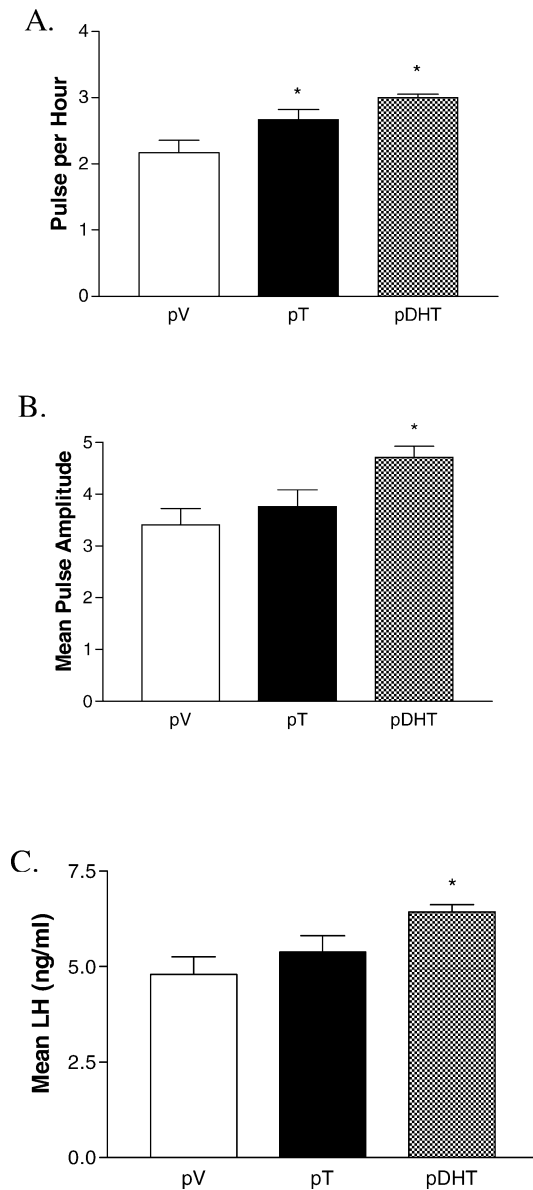 A.
Pulse per Hour
4
3
2
1
0
*
*
pV pT pDHT
B.
Mean Pulse Amplitude
5
4
3
2
1
0
*
pV pT pDHT
C.
Mean LH (ng/ml)
7.5
5.0
2.5
0.0
*
pV pT pDHT